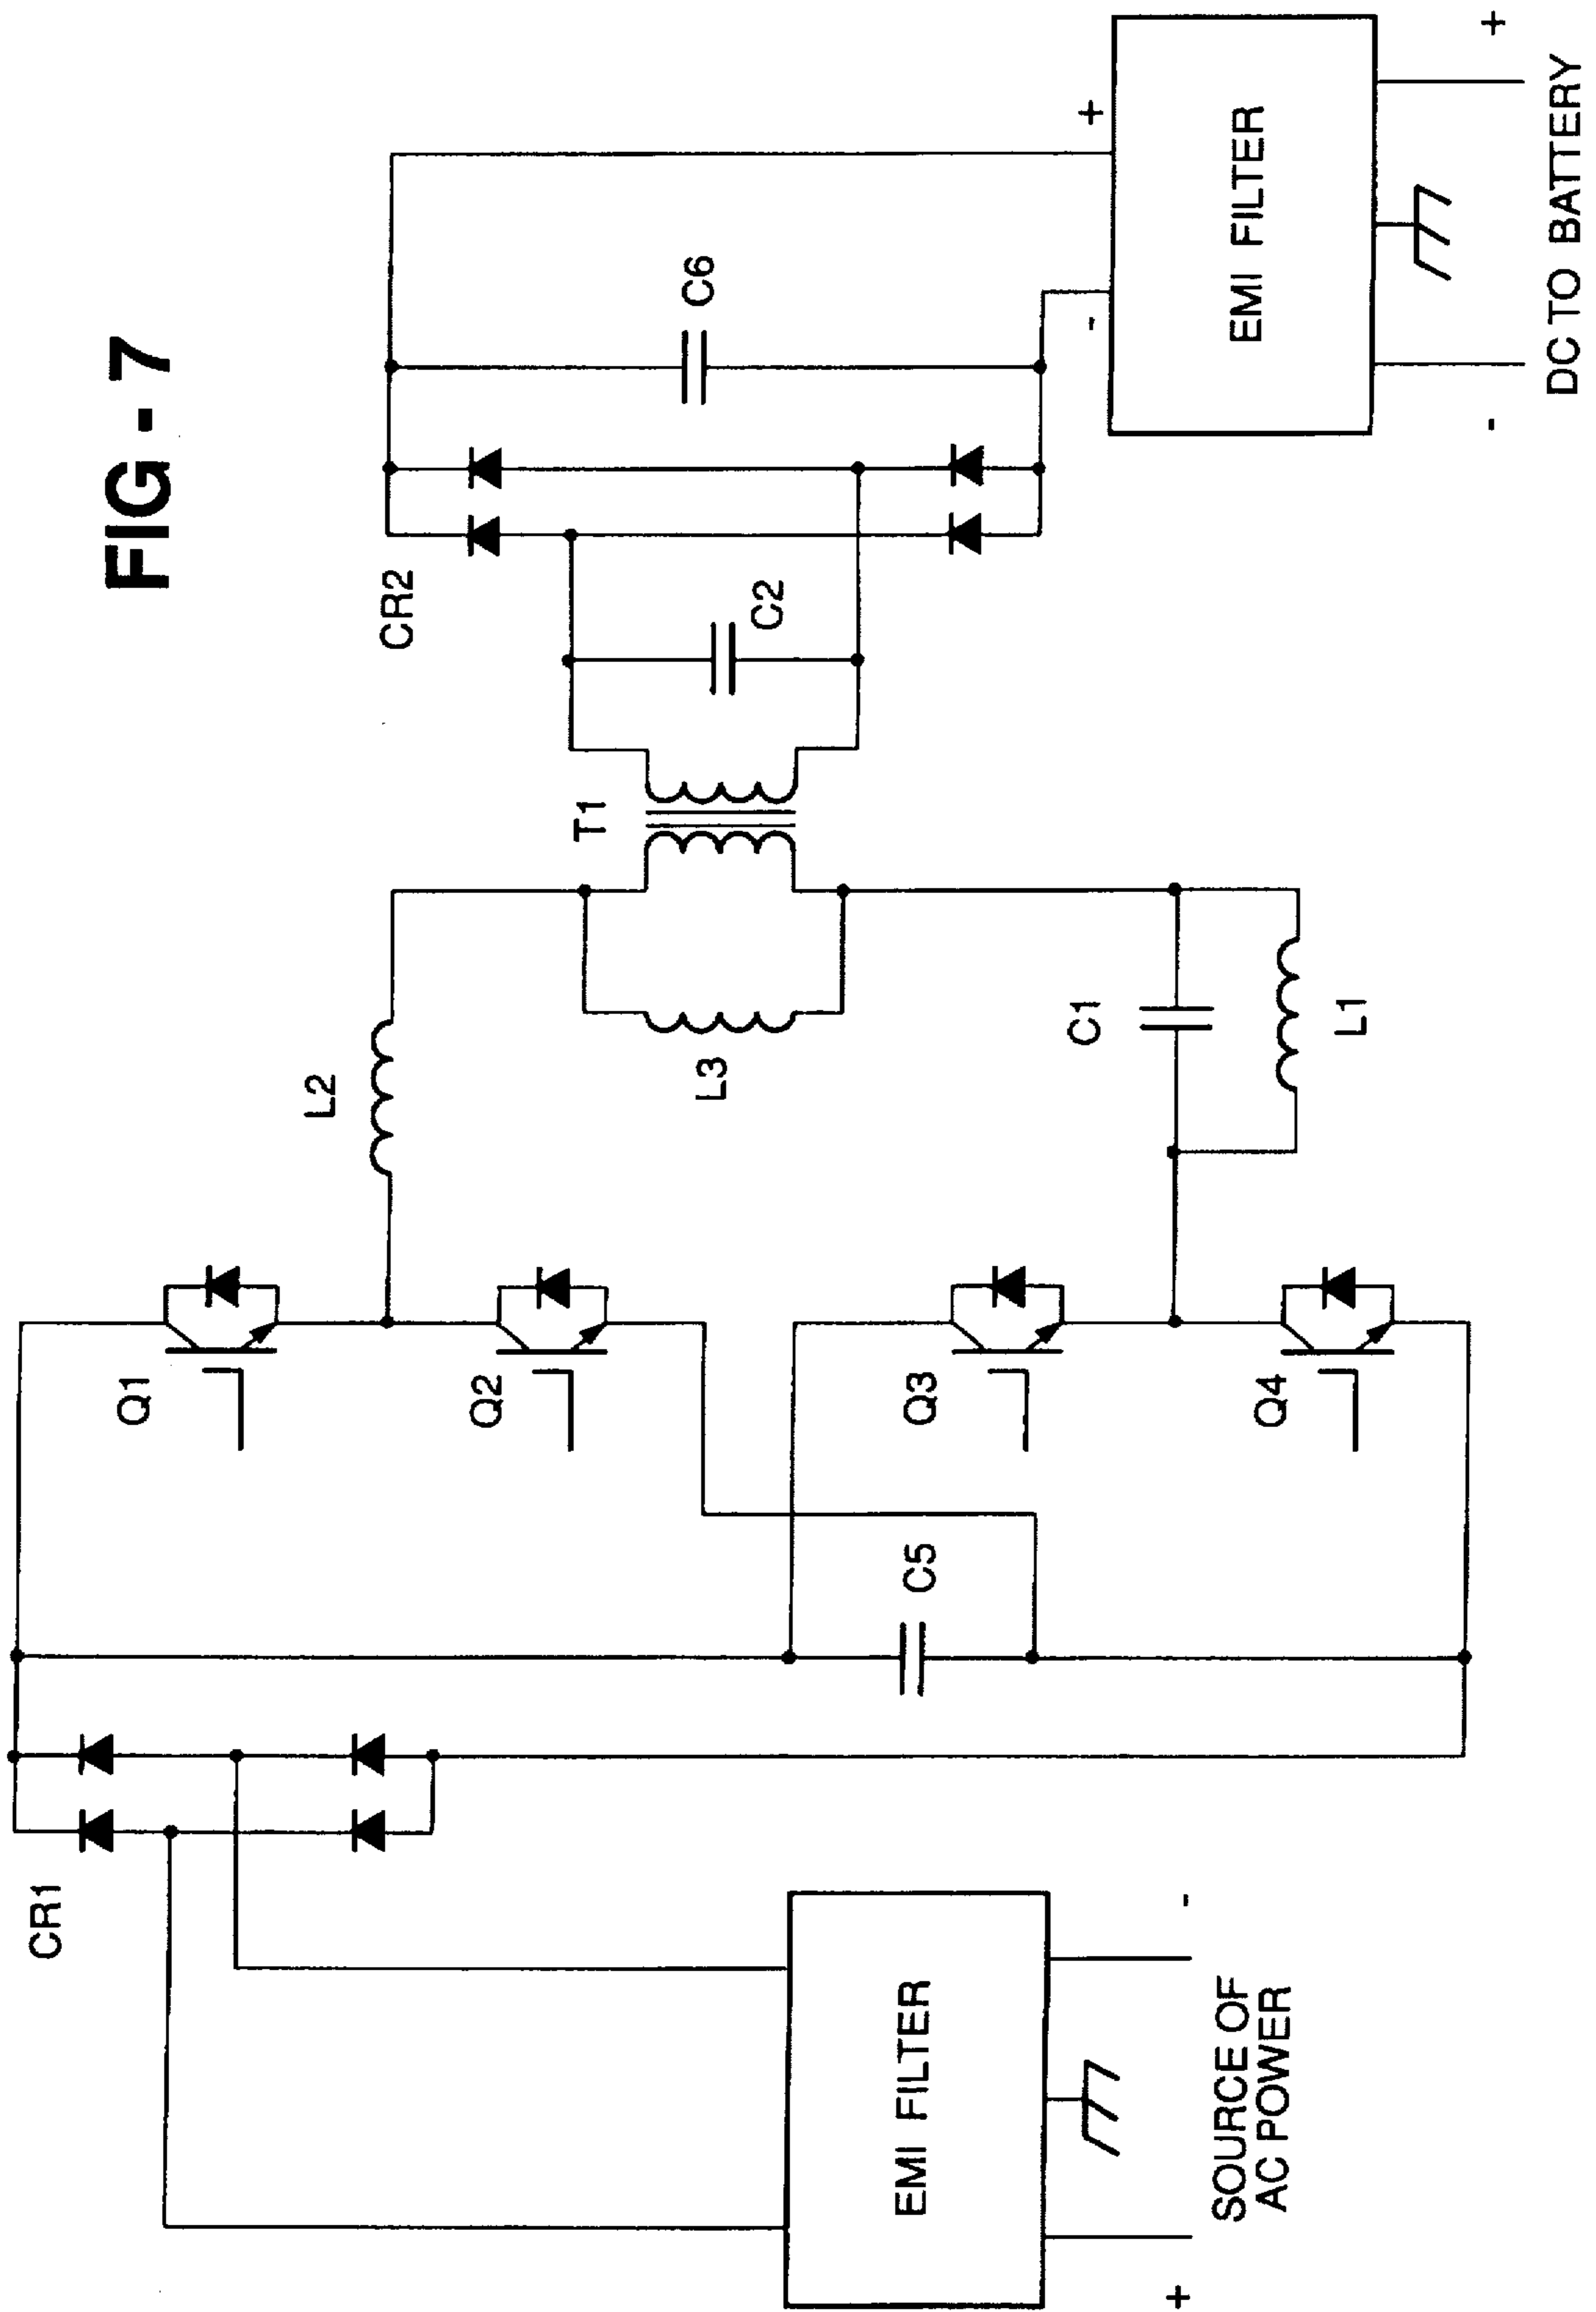 FIG - 7
CR1
Q1
Q2
Q3
Q4
C5
L2
L3
C1
L1
T1
C2
CR2
C6
EMI FILTER
+
-
SOURCE OF
AC POWER
+
-
EMI FILTER
-
+
DC TO BATTERY